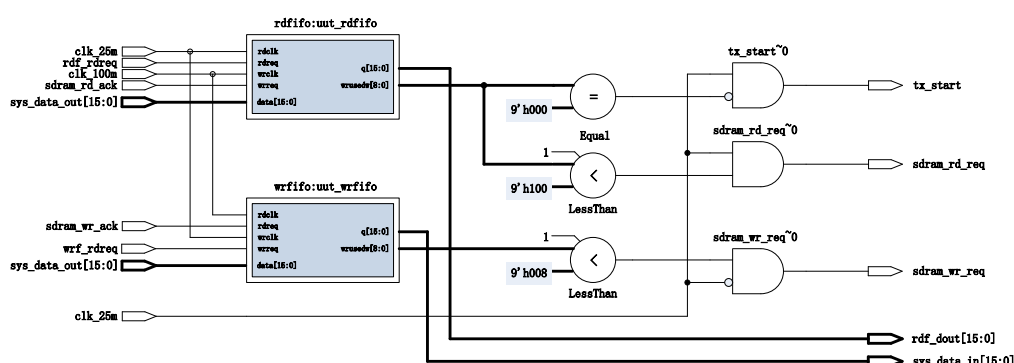 rdfifo:uut_rdfifo
clk_25m
rdf_rdreq
clk_100m
sdram_rd_ack
sys_data_out[15:0]
rdclk
rdreq
wrclk
wrreq
data[15:0]
q[15:0]
wrusedw[8:0]
9'h000
=
Equal
tx_start~0
tx_start
1
<
9'h100
LessThan
sdram_rd_req~0
sdram_rd_req
wrfifo:uut_wrfifo
sdram_wr_ack
wrf_rdreq
sys_data_out[15:0]
rdclk
rdreq
wrclk
wrreq
data[15:0]
q[15:0]
wrusedw[8:0]
1
<
9'h008
LessThan
sdram_wr_req~0
sdram_wr_req
clk_25m
rdf_dout[15:0]
sys_data_in[15:0]